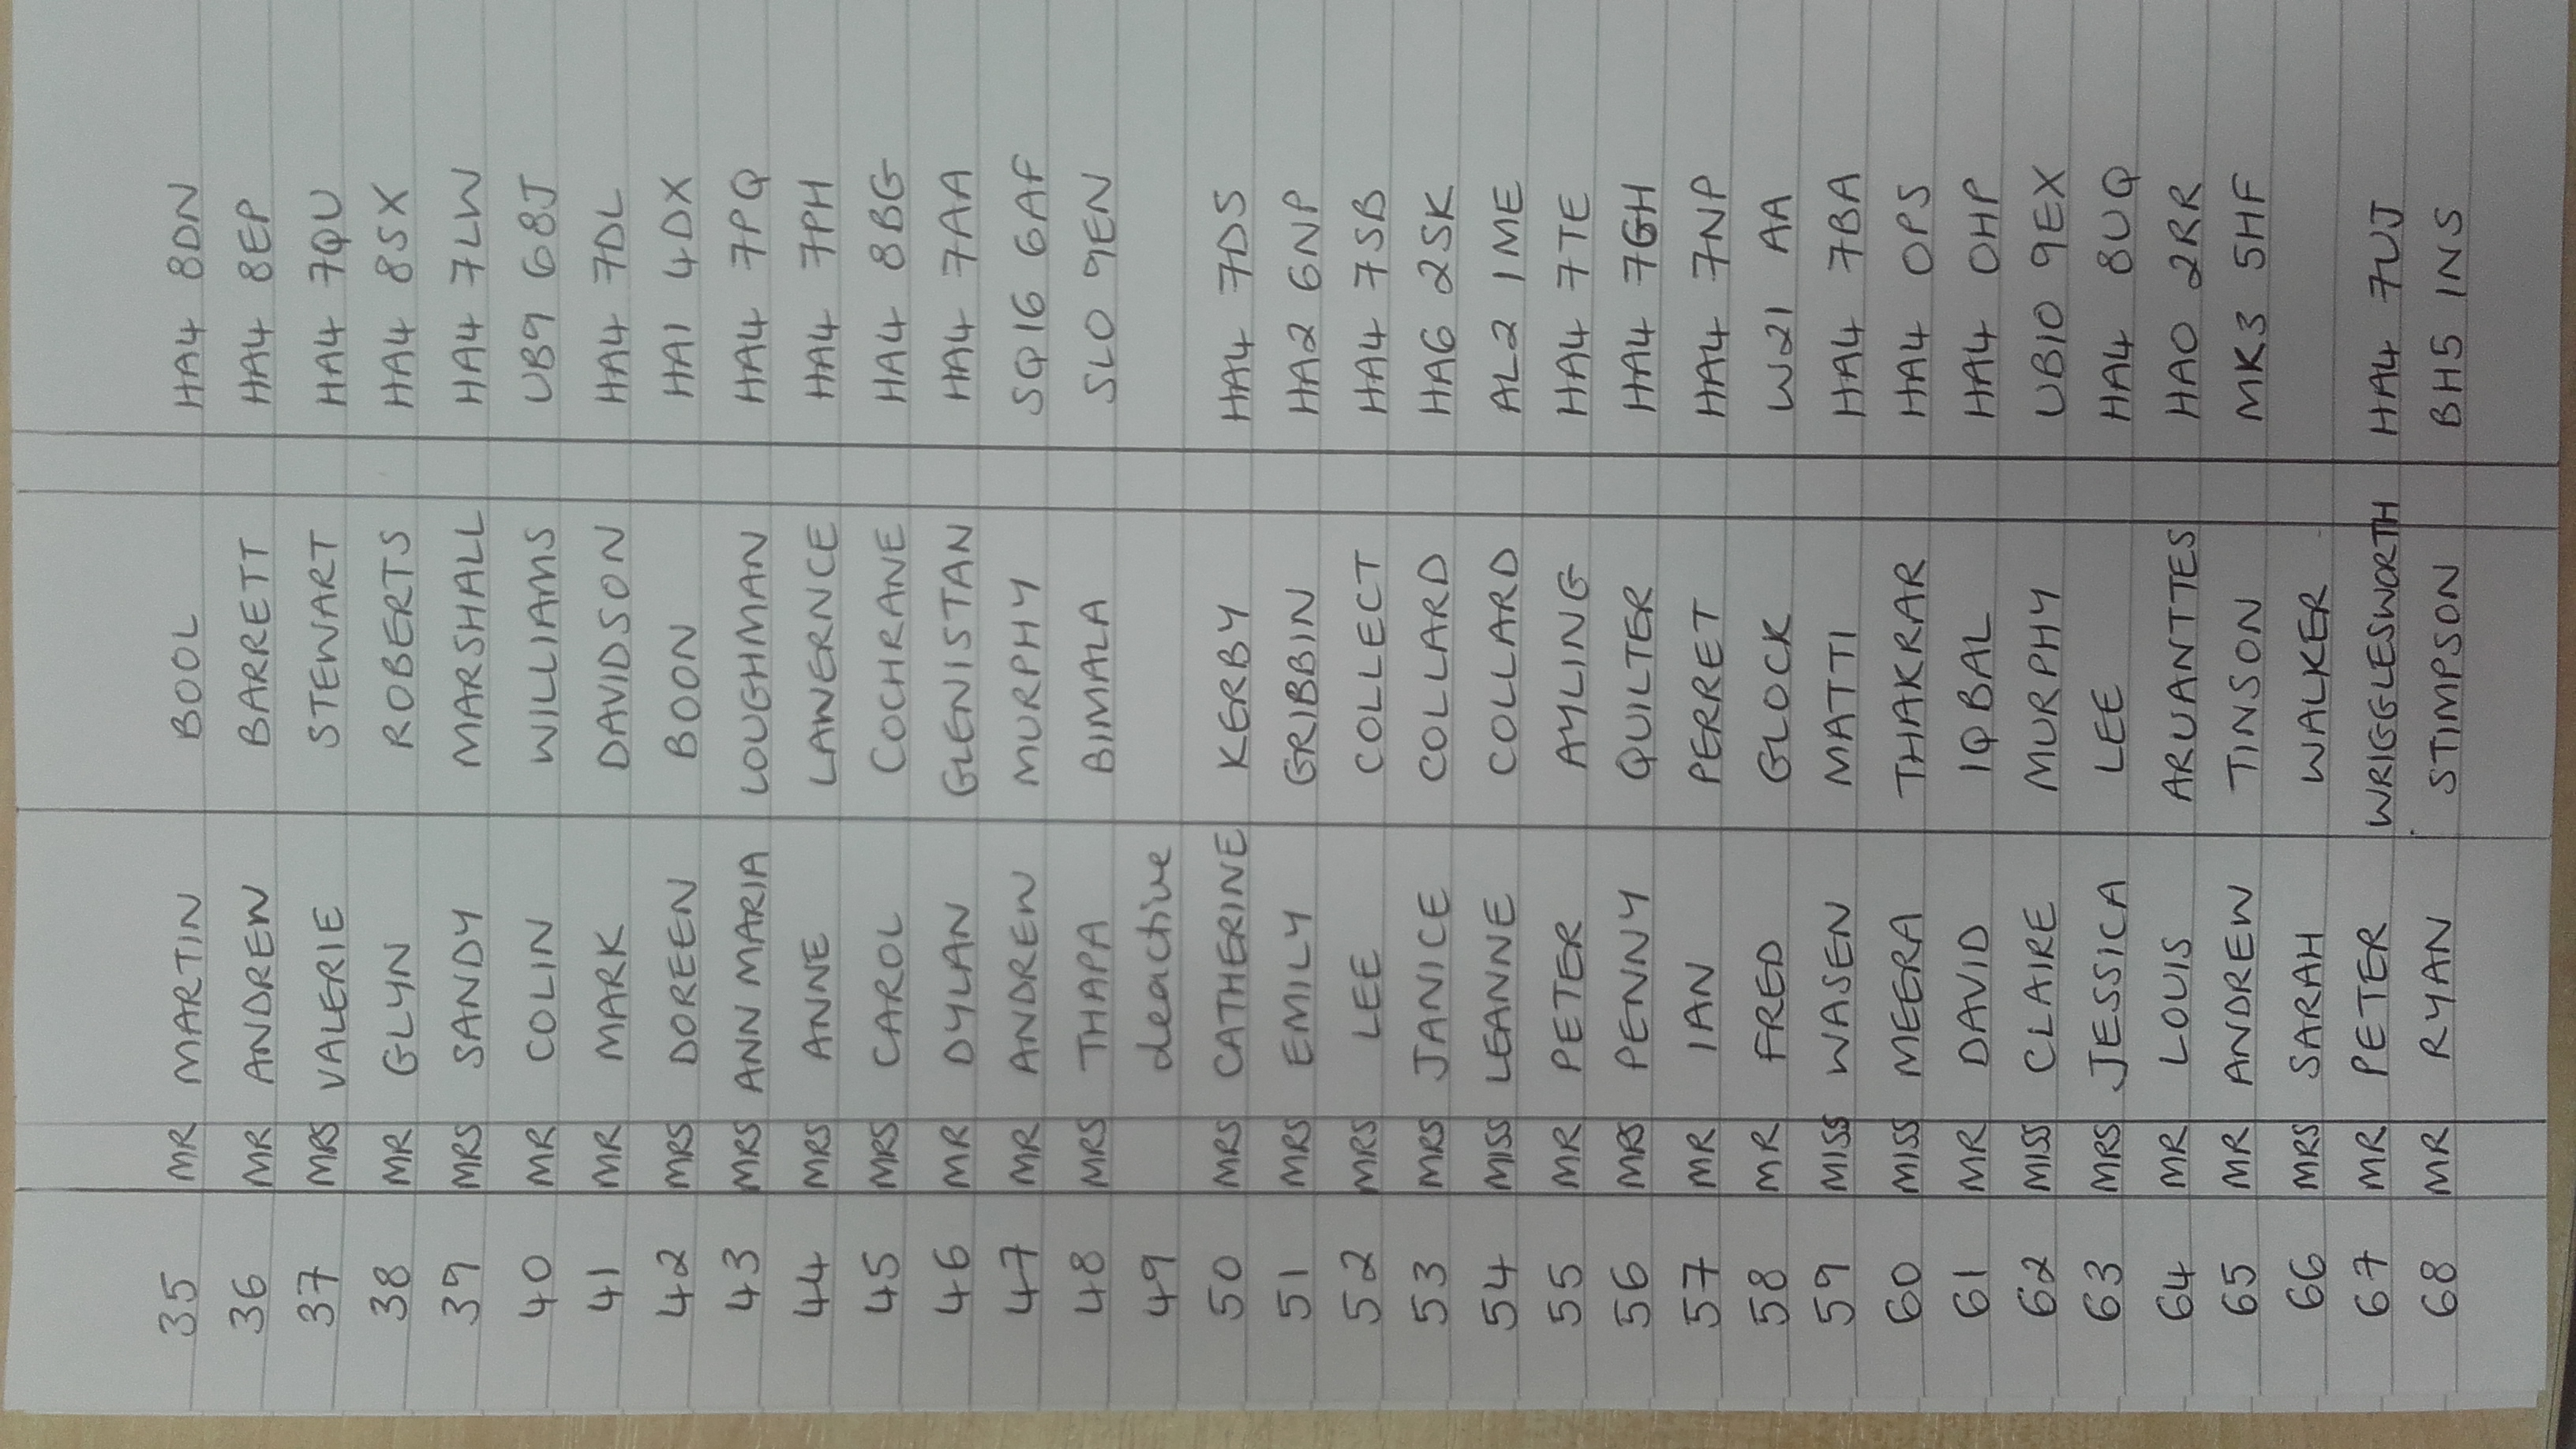 35 MR MARTIN BOOL HA4 8DN
36 MR ANDREW BARRETT HA4 8EP
37 MRS VALERIE STEWART HA4 7QU
38 MR GLYN ROBERTS HA4 8SX
39 MRS SANDY MARSHALL HA4 7LW
40 MR COLIN WILLIAMS UB9 68J
41 MR MARK DAVIDSON HA4 7DL
42 MRS DOREEN BOON HA1 4DX
43 MRS ANN MARIA LOUGHMAN HA4 7PQ
44 MRS ANNE LAWERNCE HA4 7PH
45 MRS CAROL COCHRANE HA4 8BG
46 MR DYLAN GLENISTAN HA4 7AA
47 MR ANDREW MURPHY SQ16 6AF
48 MRS THAPA BIMALA SL0 9EN
49 deactive
50 MRS CATHERINE KERBY HA4 7DS
51 MRS EMILY GRIBBIN HA2 6NP
52 MRS LEE COLLECT HA4 7SB
53 MRS JANICE COLLARD HA6 2SK
54 MISS LEANNE COLLARD AL2 1ME
55 MR PETER AYLING HA4 7TE
56 MRS PENNY QUILTER HA4 7GH
57 MR IAN PERRET HA4 7NP
58 MR FRED GLOCK W21 AA
59 MISS WASEN MATTI HA4 7BA
60 MISS MEERA THAKRAR HA4 0PS
61 MR DAVID IQBAL HA4 0HP
62 MISS CLAIRE MURPHY UB10 9EX
63 MRS JESSICA LEE HA4 8UQ
64 MR LOUIS ARUANTTES HA0 2RR
65 MR ANDREW TINSON MK3 5HF
66 MRS SARAH WALKER
67 MR PETER WRIGGLESWORTH HA4 7UJ
68 MR RYAN STIMPSON BH5 1NS